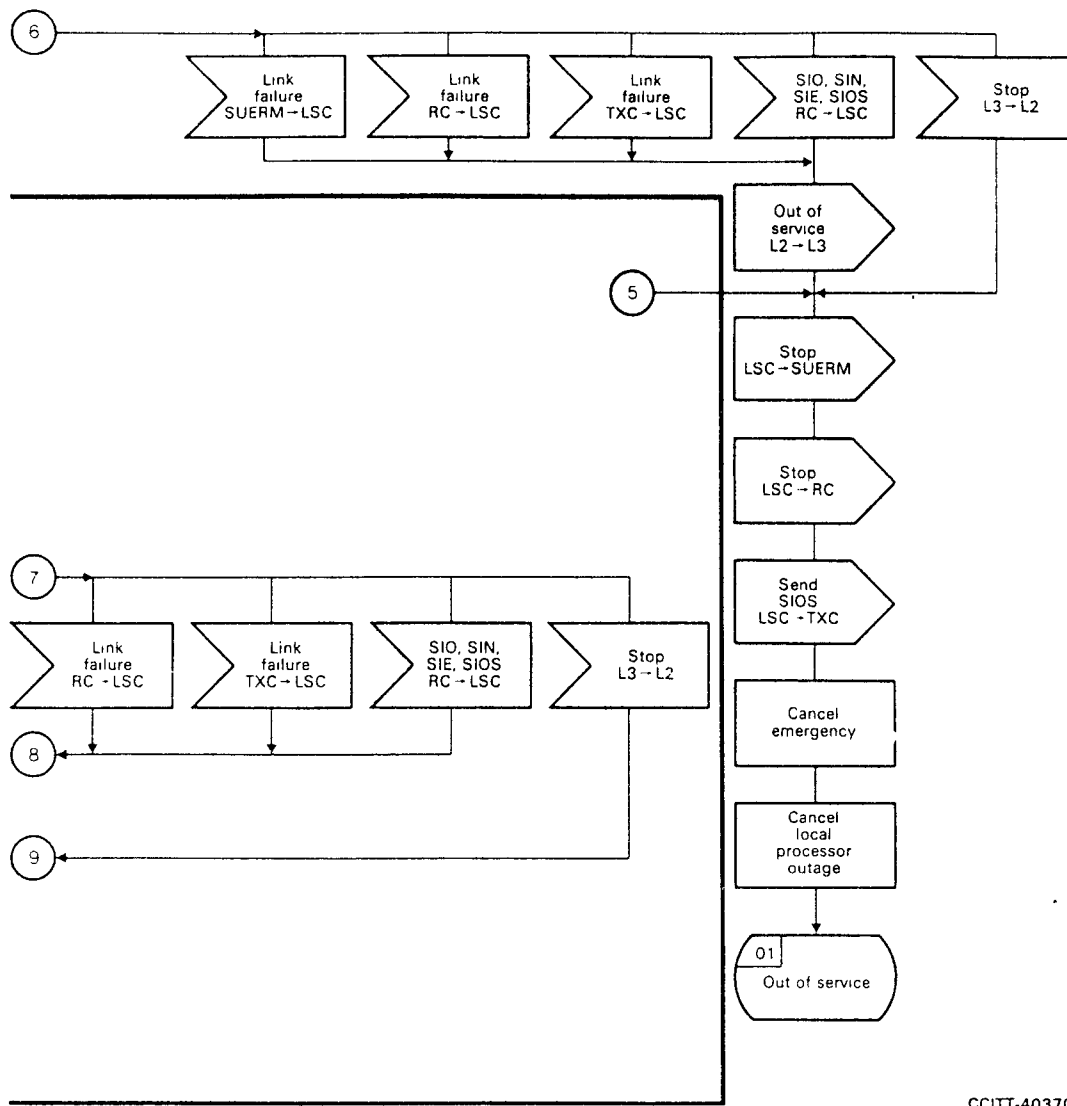 6
Link
failure
SUERM→LSC
Link
failure
RC→LSC
Link
failure
TXC→LSC
SIO, SIN,
SIE, SIOS
RC→LSC
Stop
L3→L2
Out of
service
L2→L3
5
Stop
LSC→SUERM
Stop
LSC→RC
7
Send
SIOS
LSC→TXC
Link
failure
RC→LSC
Link
failure
TXC→LSC
SIO, SIN,
SIE, SIOS
RC→LSC
Stop
L3→L2
Cancel
emergency
8
Cancel
local
processor
outage
9
01
Out of service
CCITT-40370